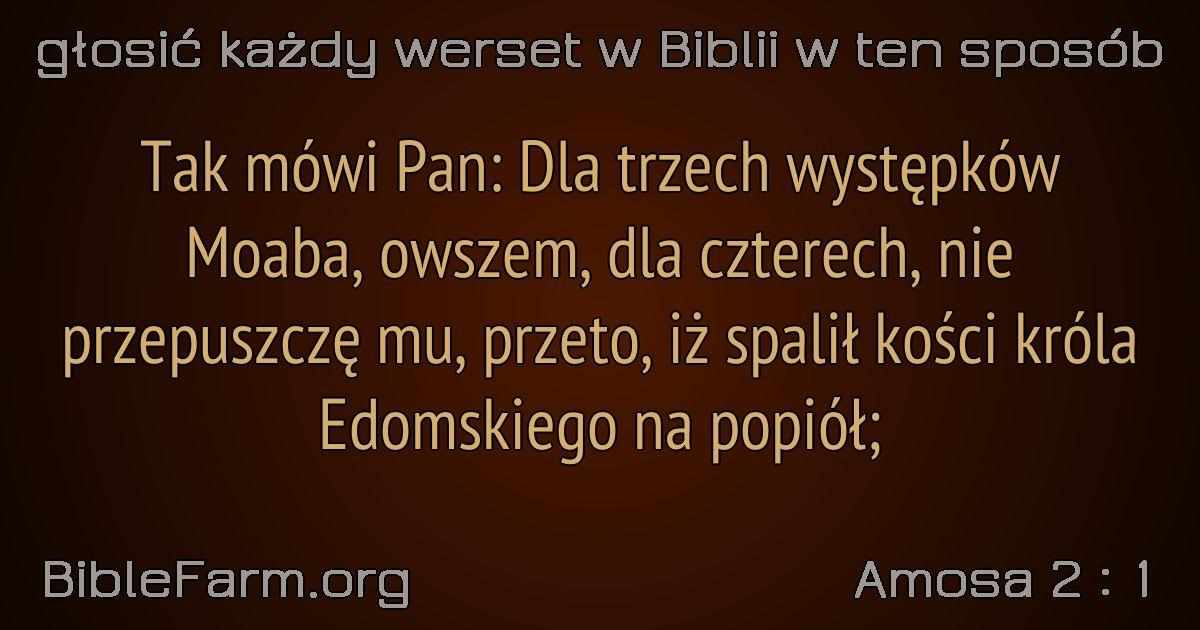 głosić każdy werset w Biblii w ten sposób
Tak mówi Pan: Dla trzech występków
Moaba, owszem, dla czterech, nie
przepuszczę mu, przeto, iż spalił kości króla
Edomskiego na popiół;
BibleFarm.org
Amosa 2 : 1